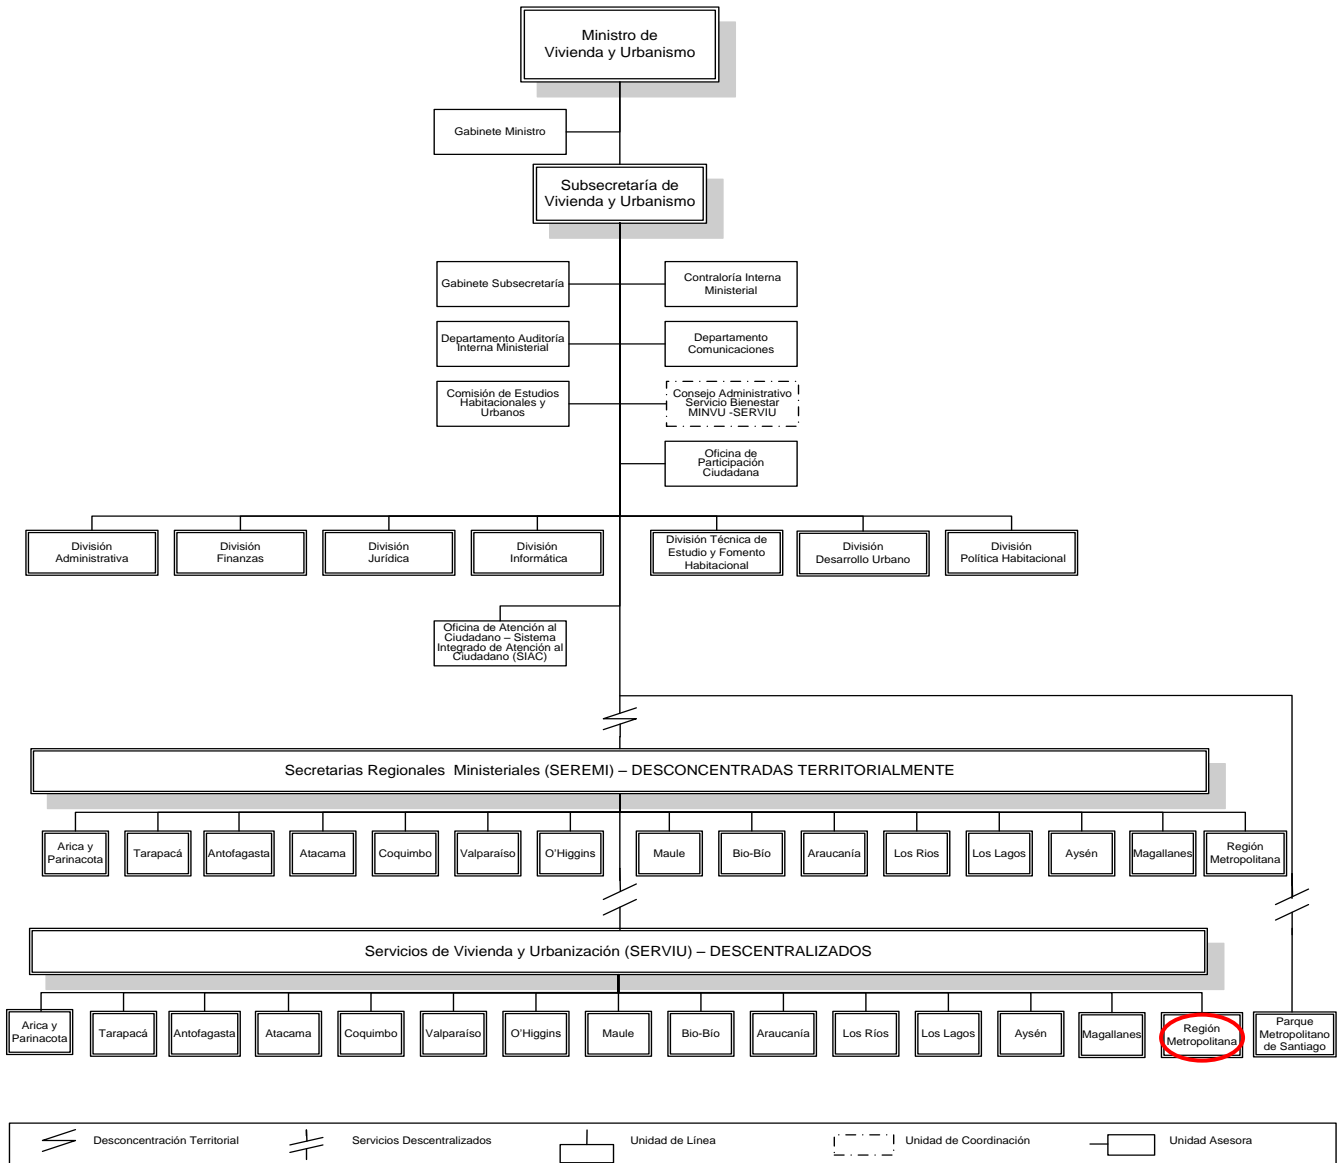 Ministro de
Vivienda y Urbanismo
Gabinete Ministro
Subsecretaría de
Vivienda y Urbanismo
Gabinete Subsecretaría
Contraloría Interna
Ministerial
Departamento Auditoría
Interna Ministerial
Departamento
Comunicaciones
Comisión de Estudios
Habitacionales y
Urbanos
Consejo Administrativo
Servicio Bienestar
MINVU -SERVIU
Oficina de
Participación
Ciudadana
División
Administrativa
División
Finanzas
División
Jurídica
División
Informática
División Técnica de
Estudio y Fomento
Habitacional
División
Desarrollo Urbano
División
Política Habitacional
Oficina de Atención al
Ciudadano – Sistema
Integrado de Atención al
Ciudadano (SIAC)
Secretarias Regionales Ministeriales (SEREMI) – DESCONCENTRADAS TERRITORIALMENTE
Arica y
Parinacota
Tarapacá
Antofagasta
Atacama
Coquimbo
Valparaíso
O'Higgins
Maule
Bio-Bío
Araucanía
Los Rios
Los Lagos
Aysén
Magallanes
Región
Metropolitana
Servicios de Vivienda y Urbanización (SERVIU) – DESCENTRALIZADOS
Arica y
Parinacota
Tarapacá
Antofagasta
Atacama
Coquimbo
Valparaíso
O'Higgins
Maule
Bio-Bío
Araucanía
Los Ríos
Los Lagos
Aysén
Magallanes
Región
Metropolitana
Parque
Metropolitano
de Santiago
Desconcentración Territorial
Servicios Descentralizados
Unidad de Línea
Unidad de Coordinación
Unidad Asesora